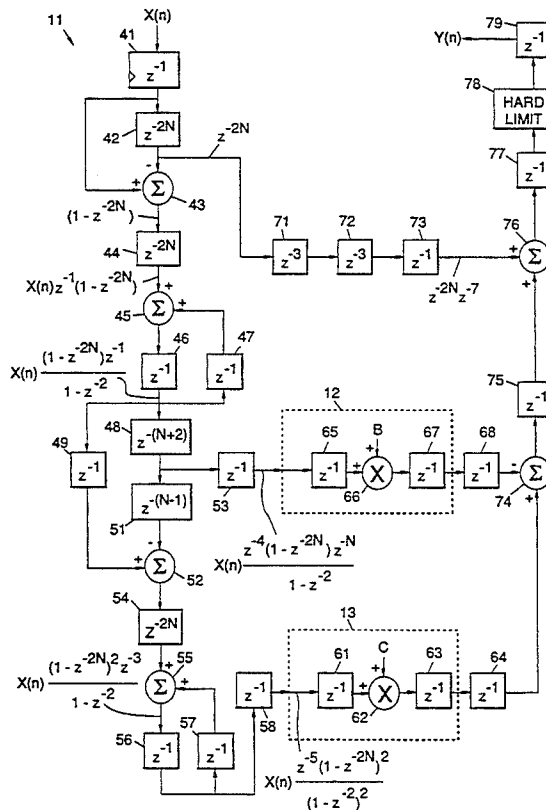 X(n)
11
41
z^-1
42
z^-2N
z^-2N
-
+
Σ
43
(1-z^-2N)
44
z^-2N
X(n)z^-1(1-z^-2N)
+
+
Σ
45
46
z^-1
47
z^-1
X(n) (1-z^-2N)z^-1 / 1-z^-2
48
z^-(N+2)
49
z^-1
51
z^-(N-1)
53
z^-1
X(n) z^-4(1-z^-2N)z^-N / 1-z^-2
-
+
Σ
52
54
z^-2N
X(n) (1-z^-2N)^2 z^-3 / 1-z^-2
+
+
Σ
55
56
z^-1
57
z^-1
58
z^-1
X(n) z^-5(1-z^-2N)^2 / (1-z^-2)^2
13
61
z^-1
C
+
+
X
62
63
z^-1
64
z^-1
12
65
z^-1
B
+
+
X
66
67
z^-1
68
z^-1
-
+
Σ
74
75
z^-1
71
z^-3
72
z^-3
73
z^-1
z^-2N z^-7
+
+
Σ
76
77
z^-1
78
HARD
LIMIT
79
z^-1
Y(n)